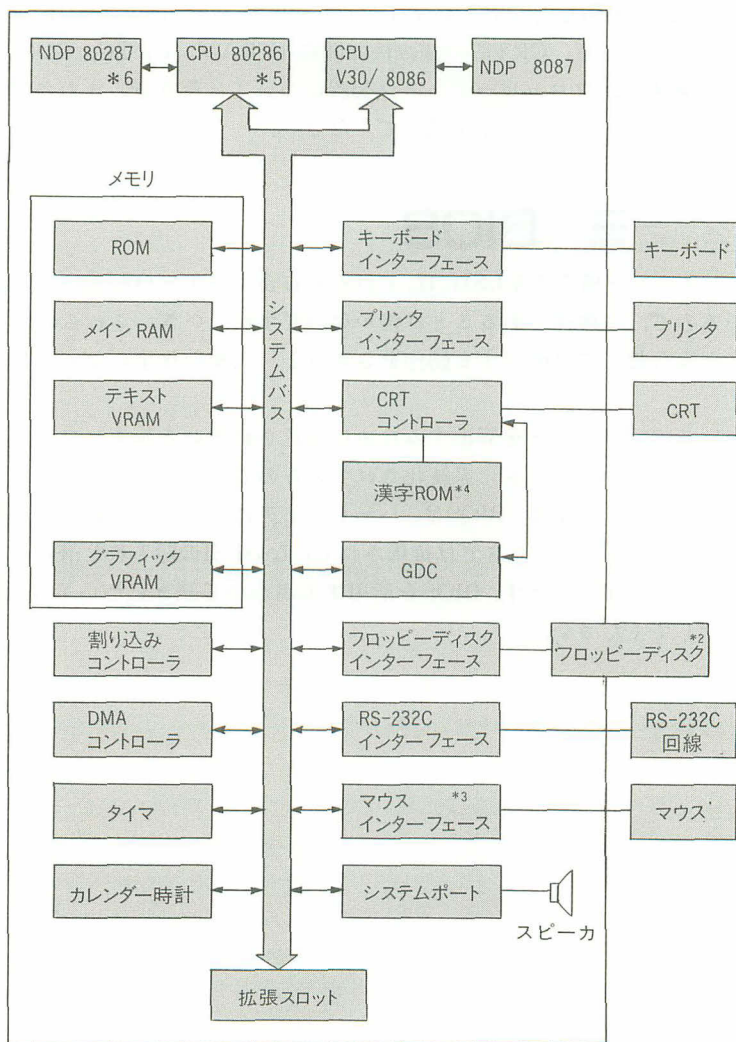 NDP 80287
*6
CPU 80286
*5
CPU
V30/ 8086
NDP 8087
メモリ
ROM
メイン RAM
テキスト
VRAM
グラフィック
VRAM
割り込み
コントローラ
DMA
コントローラ
タイマ
カレンダー時計
システムバス
キーボード
インターフェース
プリンタ
インターフェース
CRT
コントローラ
漢字ROM*4
GDC
フロッピーディスク
インターフェース
RS-232C
インターフェース
マウス *3
インターフェース
システムポート
キーボード
プリンタ
CRT
フロッピーディスク*2
RS-232C
回線
マウス
スピーカ
拡張スロット